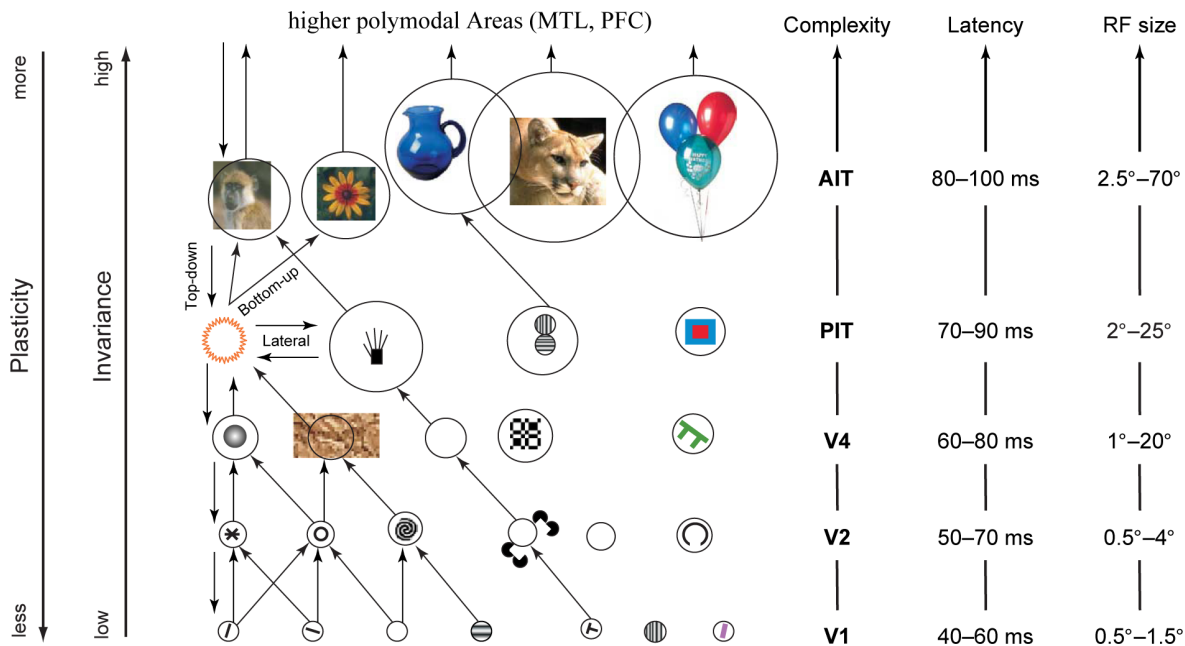 higher polymodal Areas (MTL, PFC)
Complexity
Latency
RF size
more
high
AIT
80–100 ms
2.5°–70°
Top-down
Bottom-up
Plasticity
Invariance
Lateral
PIT
70–90 ms
2°–25°
V4
60–80 ms
1°–20°
V2
50–70 ms
0.5°–4°
less
low
V1
40–60 ms
0.5°–1.5°